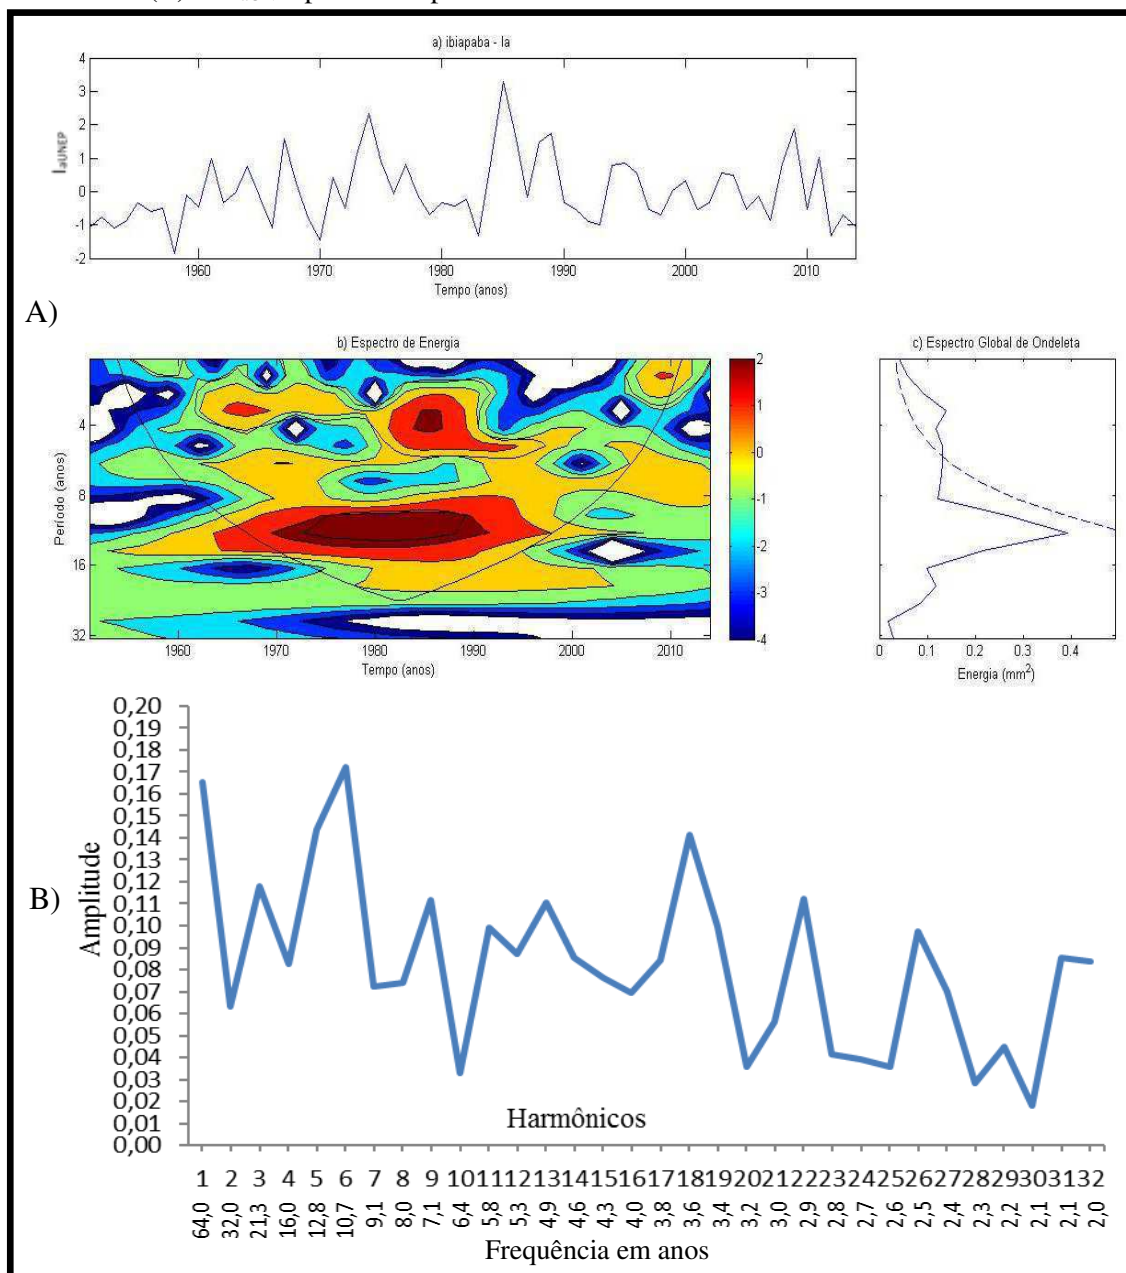 a) ibiapaba - Ia
4
3
2
1
0
-1
-2
IaUNEP
1960 1970 1980 1990 2000 2010
Tempo (anos)
A)
b) Espectro de Energia
4
8
16
32
Período (anos)
1960 1970 1980 1990 2000 2010
Tempo (anos)
2
1
0
-1
-2
-3
-4
c) Espectro Global de Ondeleta
0 0.1 0.2 0.3 0.4
Energia (mm²)
B)
0,20
0,19
0,18
0,17
0,16
0,15
0,14
0,13
0,12
0,11
0,10
0,09
0,08
0,07
0,06
0,05
0,04
0,03
0,02
0,01
0,00
Amplitude
Harmônicos
1 2 3 4 5 6 7 8 9 10 11 12 13 14 15 16 17 18 19 20 21 22 23 24 25 26 27 28 29 30 31 32
64,0 32,0 21,3 16,0 12,8 10,7 9,1 8,0 7,1 6,4 5,8 5,3 4,9 4,6 4,3 4,0 3,8 3,6 3,4 3,2 3,0 2,9 2,8 2,7 2,6 2,5 2,4 2,3 2,2 2,1 2,1 2,0
Frequência em anos